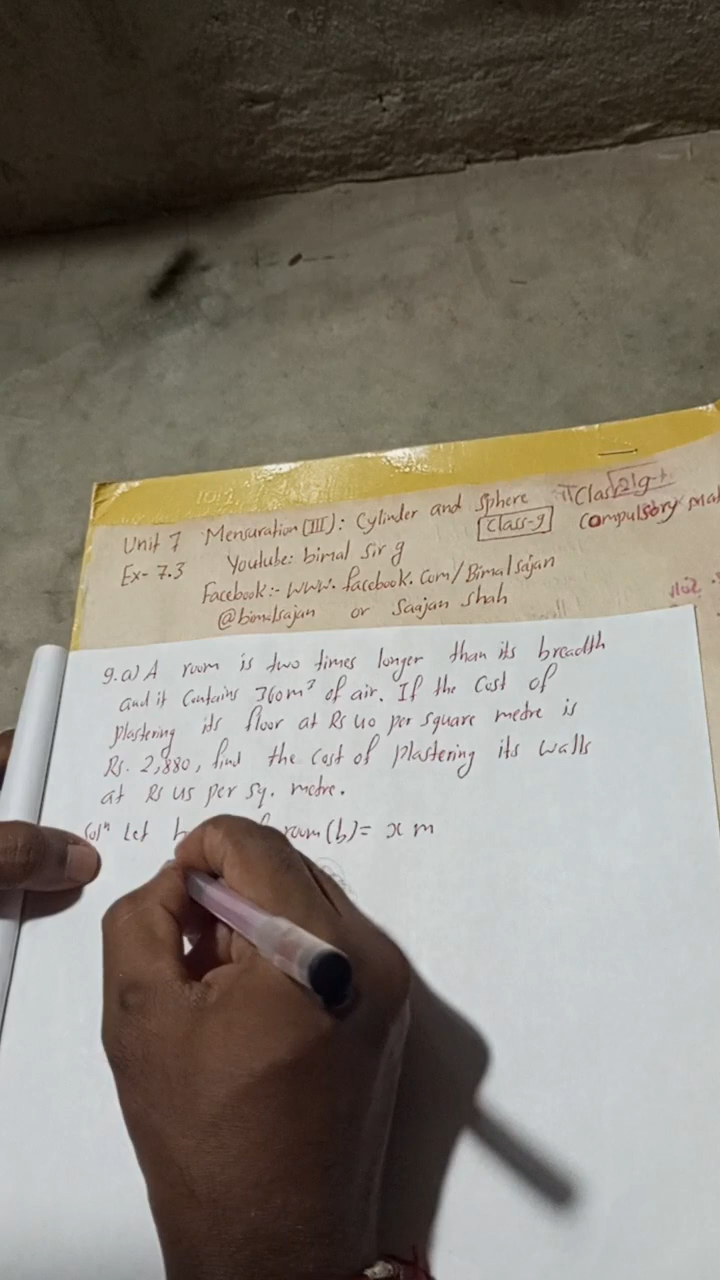 Unit 7 Mensuration (III): Cylinder and Sphere
Class-9 Compulsory
Ex- 7.3 Youtube: bimal sir g
Facebook:- www.facebook.com/Bimalsajan
@bimalsajan or Saajan Shah
9.a) A room is two times longer than its breadth
and it contains 360m³ of air. If the cost of
plastering its floor at Rs 40 per square metre is
Rs. 2,880, find the cost of plastering its walls
at Rs 45 per sq. metre.
Solⁿ Let room (b) = x m